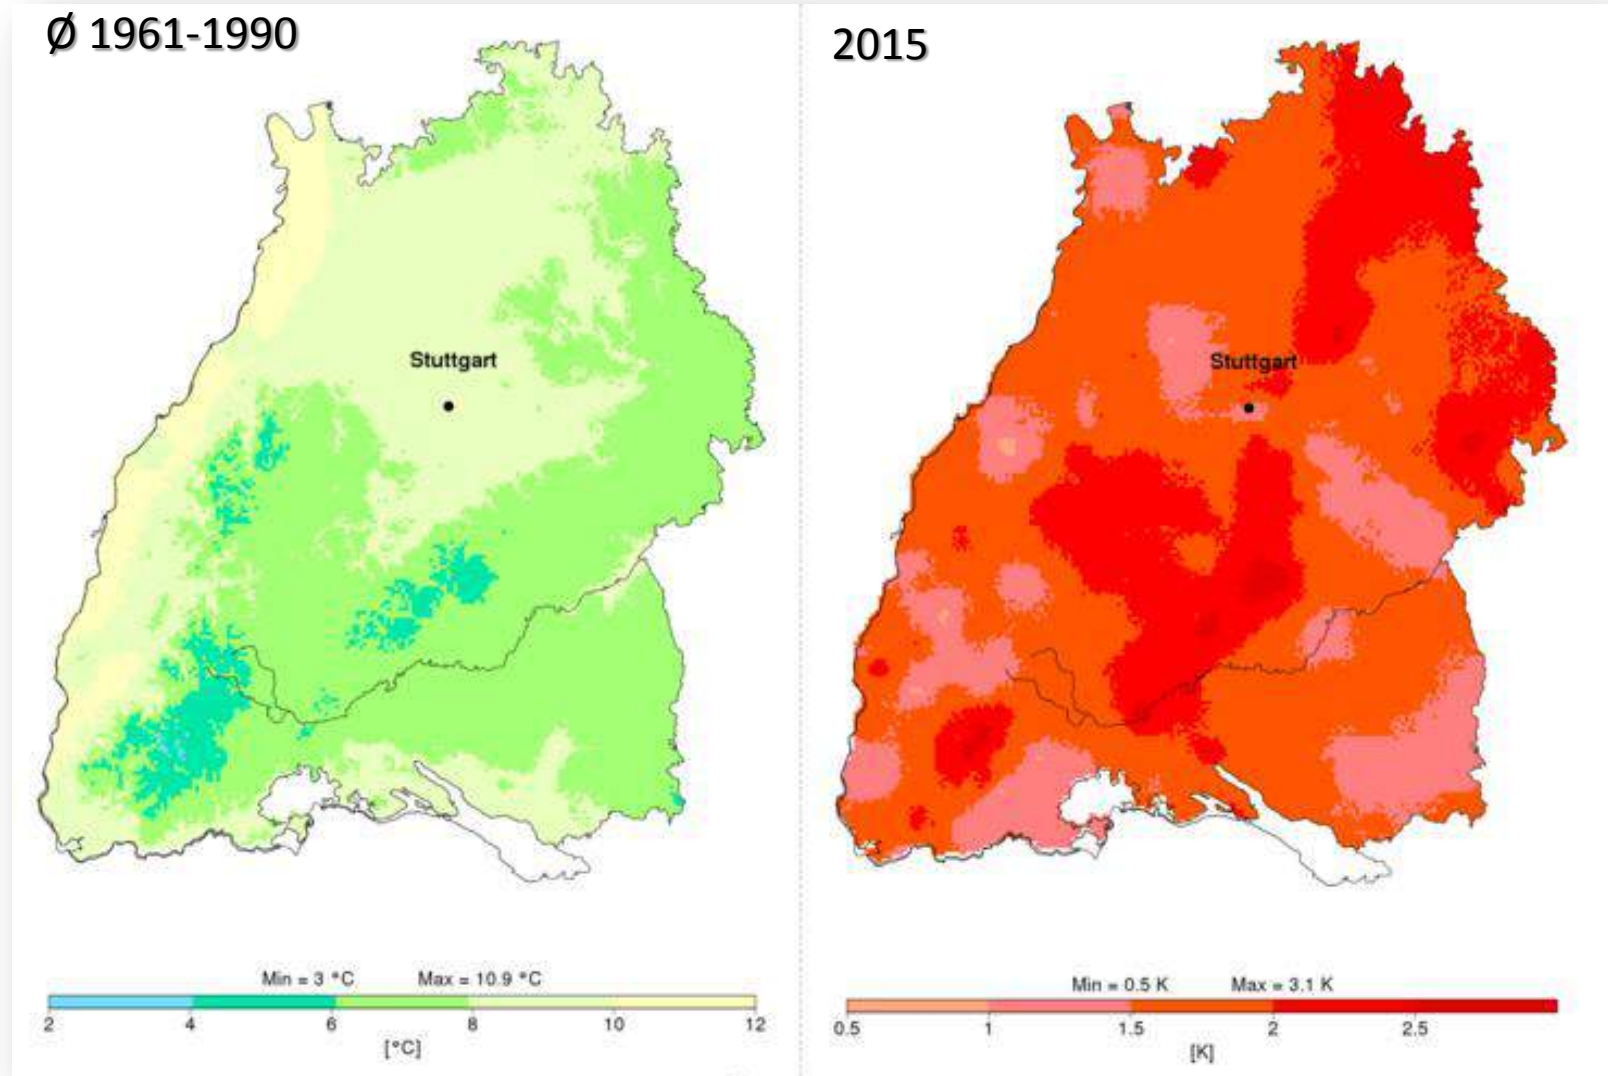 Ø 1961-1990
Stuttgart
Min = 3 °C Max = 10.9 °C
2 4 6 8 10 12
[°C]
2015
Stuttgart
Min = 0.5 K Max = 3.1 K
0.5 1 1.5 2 2.5
[K]